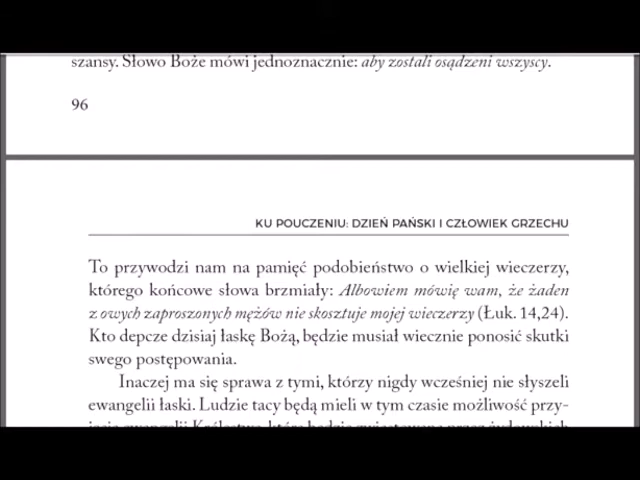 szansy. Słowo Boże mówi jednoznacznie: aby zostali osądzeni wszyscy.
96
KU POUCZENIU: DZIEŃ PAŃSKI I CZŁOWIEK GRZECHU
To przywodzi nam na pamięć podobieństwo o wielkiej wieczerzy,
którego końcowe słowa brzmiały: Albowiem mówię wam, że żaden
z owych zaproszonych mężów nie skosztuje mojej wieczerzy (Łuk. 14,24).
Kto depcze dzisiaj łaskę Bożą, będzie musiał wiecznie ponosić skutki
swego postępowania.
Inaczej ma się sprawa z tymi, którzy nigdy wcześniej nie słyszeli
ewangelii łaski. Ludzie tacy będą mieli w tym czasie możliwość przy-